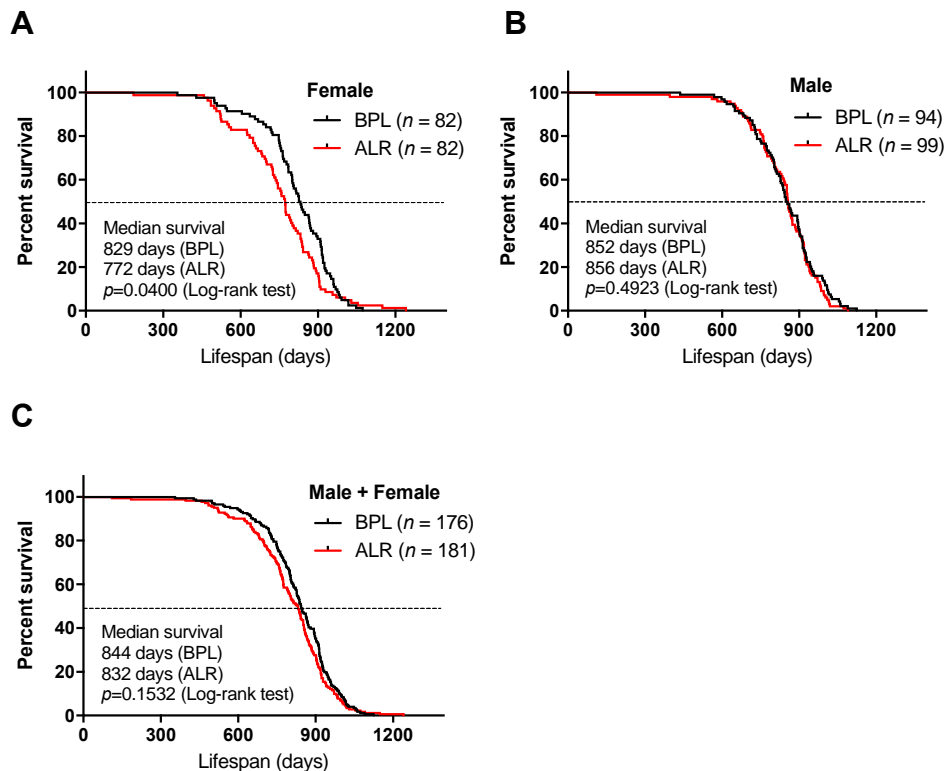 A
Percent survival
100
80
60
40
20
0
Female
BPL (n = 82)
ALR (n = 82)
Median survival
829 days (BPL)
772 days (ALR)
p=0.0400 (Log-rank test)
0 300 600 900 1200
Lifespan (days)
B
Percent survival
100
80
60
40
20
0
Male
BPL (n = 94)
ALR (n = 99)
Median survival
852 days (BPL)
856 days (ALR)
p=0.4923 (Log-rank test)
0 300 600 900 1200
Lifespan (days)
C
Percent survival
100
80
60
40
20
0
Male + Female
BPL (n = 176)
ALR (n = 181)
Median survival
844 days (BPL)
832 days (ALR)
p=0.1532 (Log-rank test)
0 300 600 900 1200
Lifespan (days)